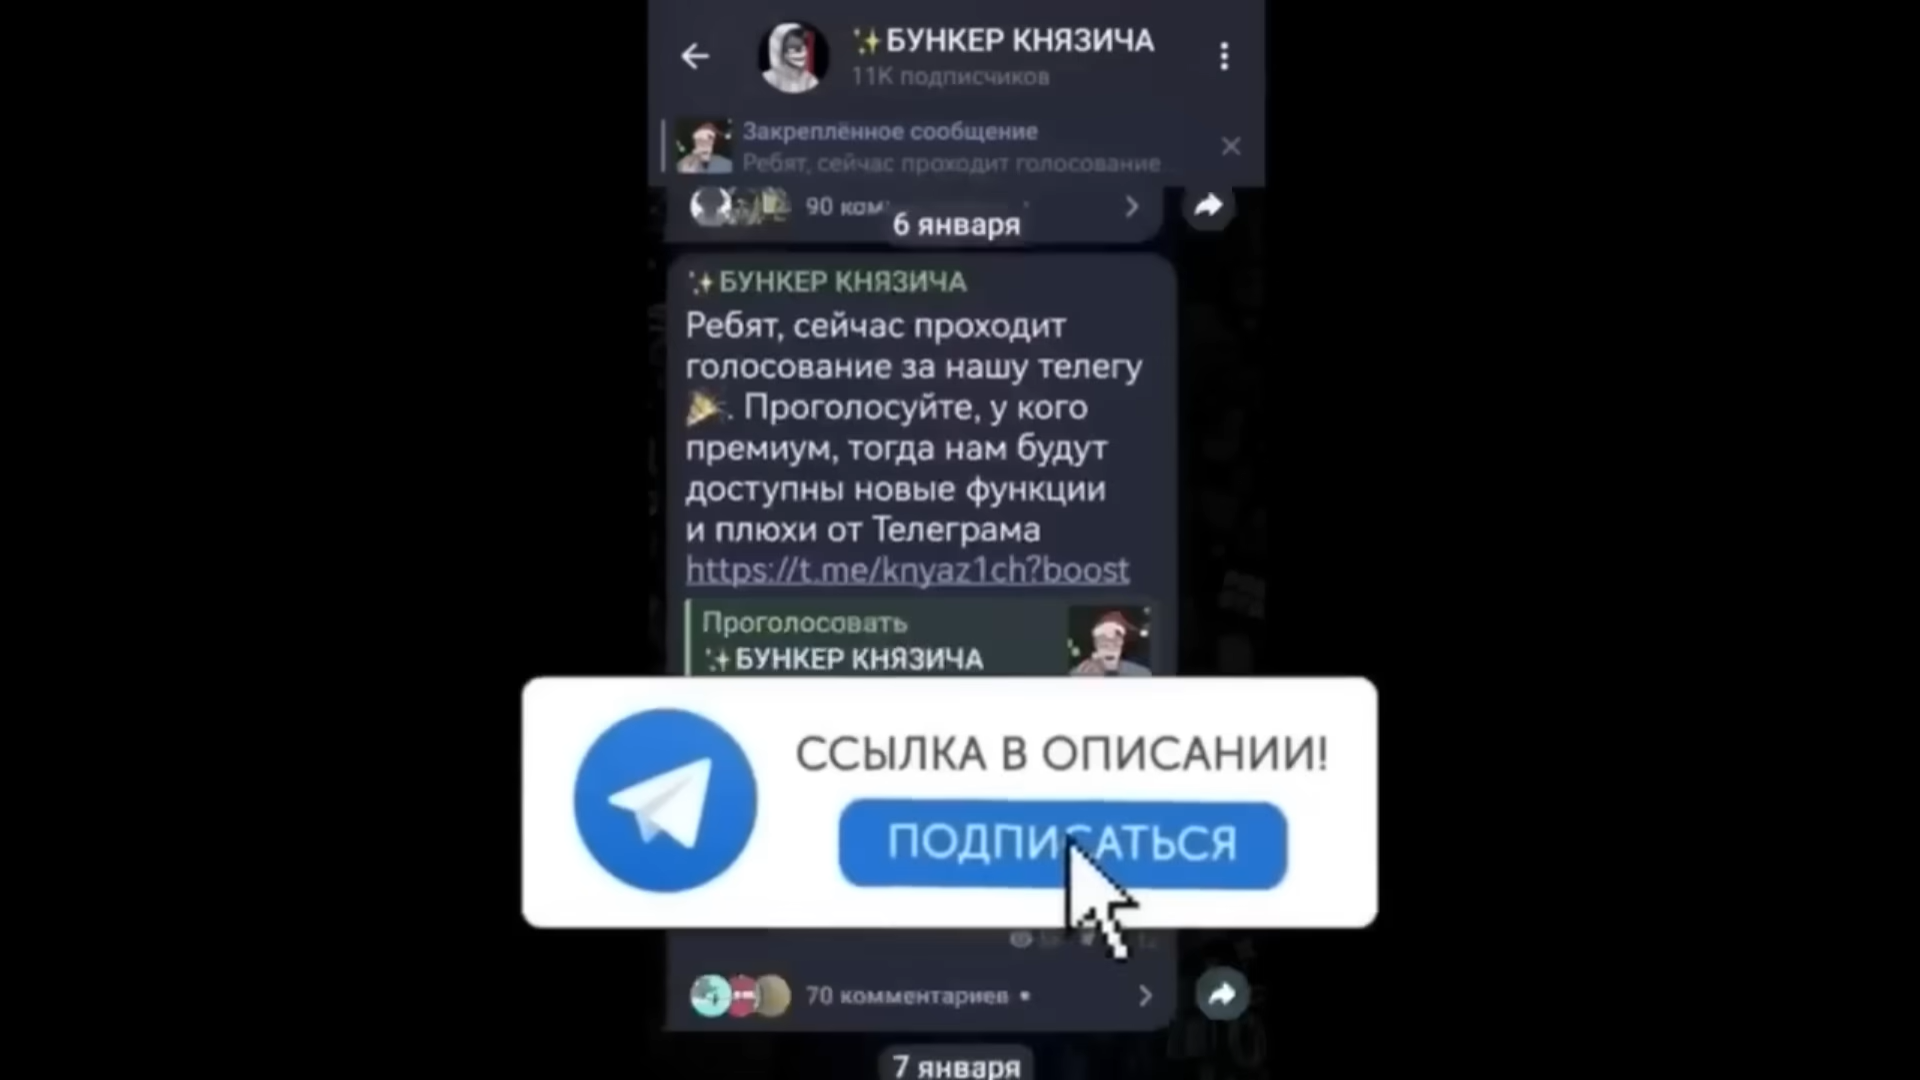 БУНКЕР КНЯЗИЧА
11K подписчиков
Закреплённое сообщение
Ребят, сейчас проходит голосование...
90
6 января
БУНКЕР КНЯЗИЧА
Ребят, сейчас проходит
голосование за нашу телегу
. Проголосуйте, у кого
премиум, тогда нам будут
доступны новые функции
и плюхи от Телеграма
https://t.me/knyaz1ch?boost
Проголосовать
БУНКЕР КНЯЗИЧА
ССЫЛКА В ОПИСАНИИ!
ПОДПИСАТЬСЯ
70 комментариев
7 января